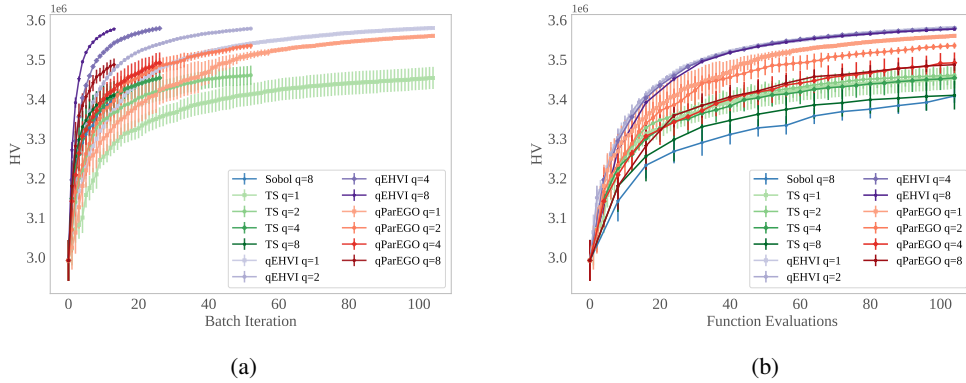 1e6
3.6
3.5
3.4
3.3
3.2
3.1
3.0
HV
0 20 40 60 80 100
Batch Iteration
Sobol q=8
TS q=1
TS q=2
TS q=4
TS q=8
qEHVI q=1
qEHVI q=2
qEHVI q=4
qEHVI q=8
qParEGO q=1
qParEGO q=2
qParEGO q=4
qParEGO q=8
(a)
1e6
3.6
3.5
3.4
3.3
3.2
3.1
3.0
HV
0 20 40 60 80 100
Function Evaluations
Sobol q=8
TS q=1
TS q=2
TS q=4
TS q=8
qEHVI q=1
qEHVI q=2
qEHVI q=4
qEHVI q=8
qParEGO q=1
qParEGO q=2
qParEGO q=4
qParEGO q=8
(b)